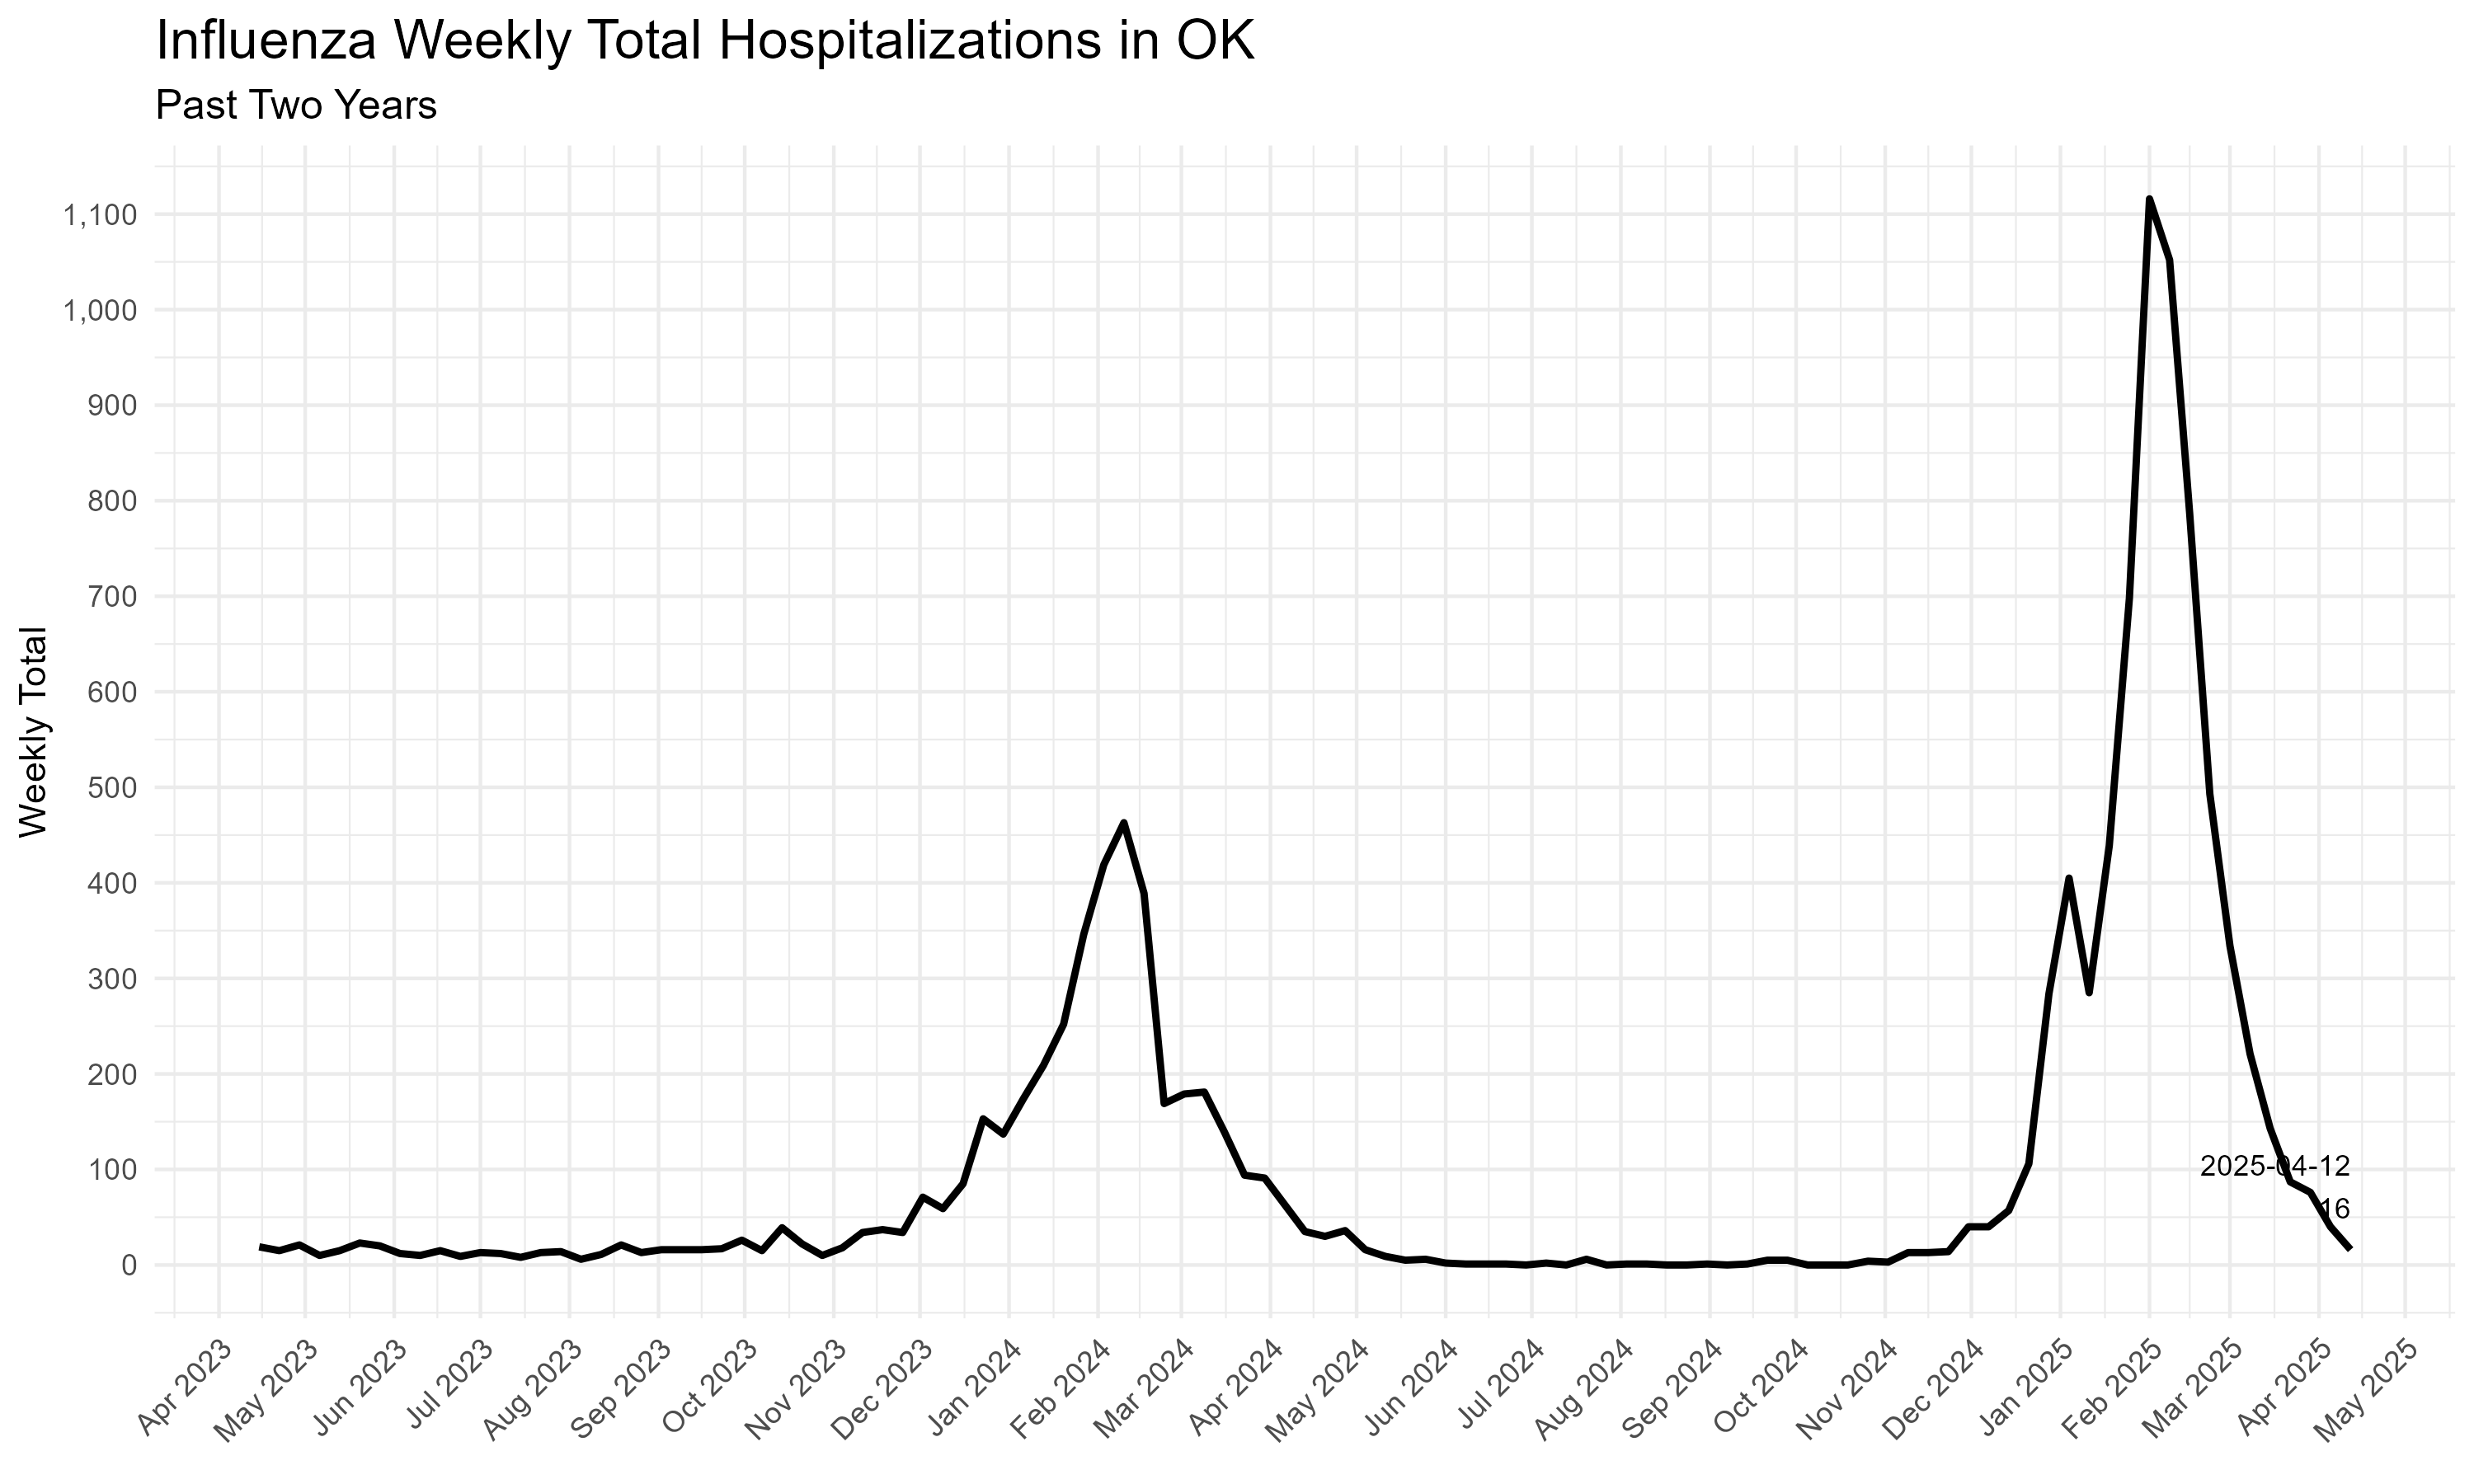 Influenza Weekly Total Hospitalizations in OK
Past Two Years
Weekly Total
1,100
1,000
900
800
700
600
500
400
300
200
100
0
2025-04-12
16
Apr 2023
May 2023
Jun 2023
Jul 2023
Aug 2023
Sep 2023
Oct 2023
Nov 2023
Dec 2023
Jan 2024
Feb 2024
Mar 2024
Apr 2024
May 2024
Jun 2024
Jul 2024
Aug 2024
Sep 2024
Oct 2024
Nov 2024
Dec 2024
Jan 2025
Feb 2025
Mar 2025
Apr 2025
May 2025